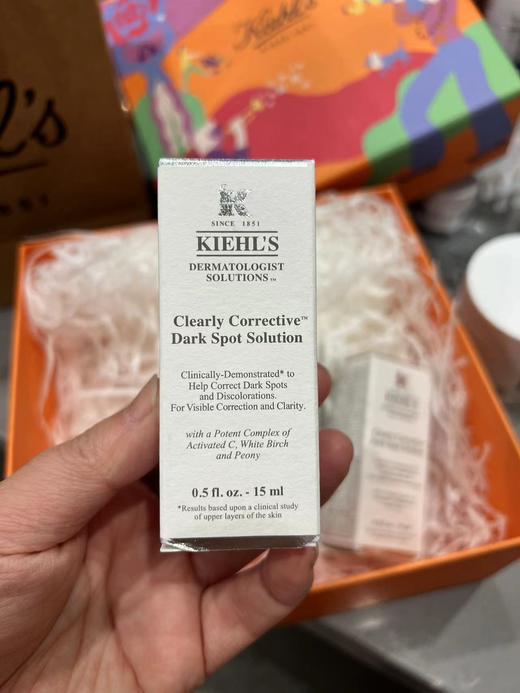 Kiehl's
l's
SINCE 1851
KIEHL'S
DERMATOLOGIST
SOLUTIONS™
Clearly Corrective™
Dark Spot Solution
Clinically-Demonstrated* to
Help Correct Dark Spots
and Discolorations.
For Visible Correction and Clarity.
with a Potent Complex of
Activated C, White Birch
and Peony
0.5 fl. oz. - 15 ml
*Results based upon a clinical study
of upper layers of the skin